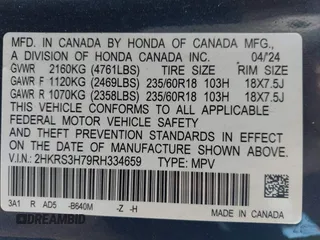 MFD. IN CANADA BY HONDA OF CANADA MFG.,
A DIVISION OF HONDA CANADA INC. 04/24
GVWR 2160KG (4761LBS) TIRE SIZE RIM
GAWR F 1120KG (2469LBS) 235/60R18 103H 18X7.5J
GAWR R 1070KG (2358LBS) 235/60R18 103H 18X7.5J
THIS VEHICLE CONFORMS TO ALL APPLICABLE
FEDERAL MOTOR VEHICLE SAFETY AND
THEFT PREVENTION STANDARDS IN EFFECT
ON THE DATE OF MANUFACTURE SHOWN ABOVE.
V.I.N.: 2HKRS3H79RH334659 TYPE: MPV
3A1 R AD5 -B640M -Z -H CANADA
DREAMBID